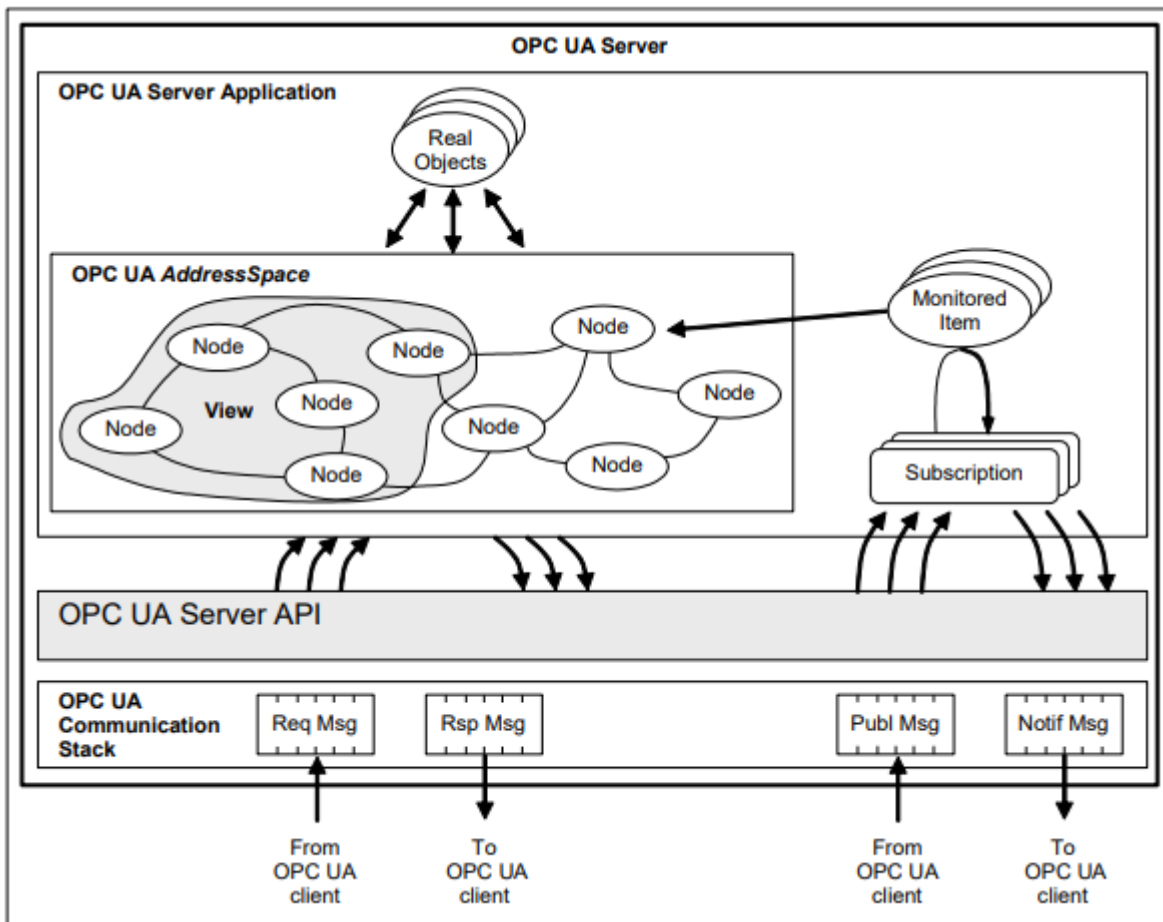 OPC UA Server
OPC UA Server Application
Real
Objects
OPC UA AddressSpace
Monitored
Item
Node
Node
Node
Node
View
Node
Node
Node
Node
Node
Subscription
OPC UA Server API
OPC UA
Communication
Stack
Req Msg
Rsp Msg
Publ Msg
Notif Msg
From
OPC UA
client
To
OPC UA
client
From
OPC UA
client
To
OPC UA
client